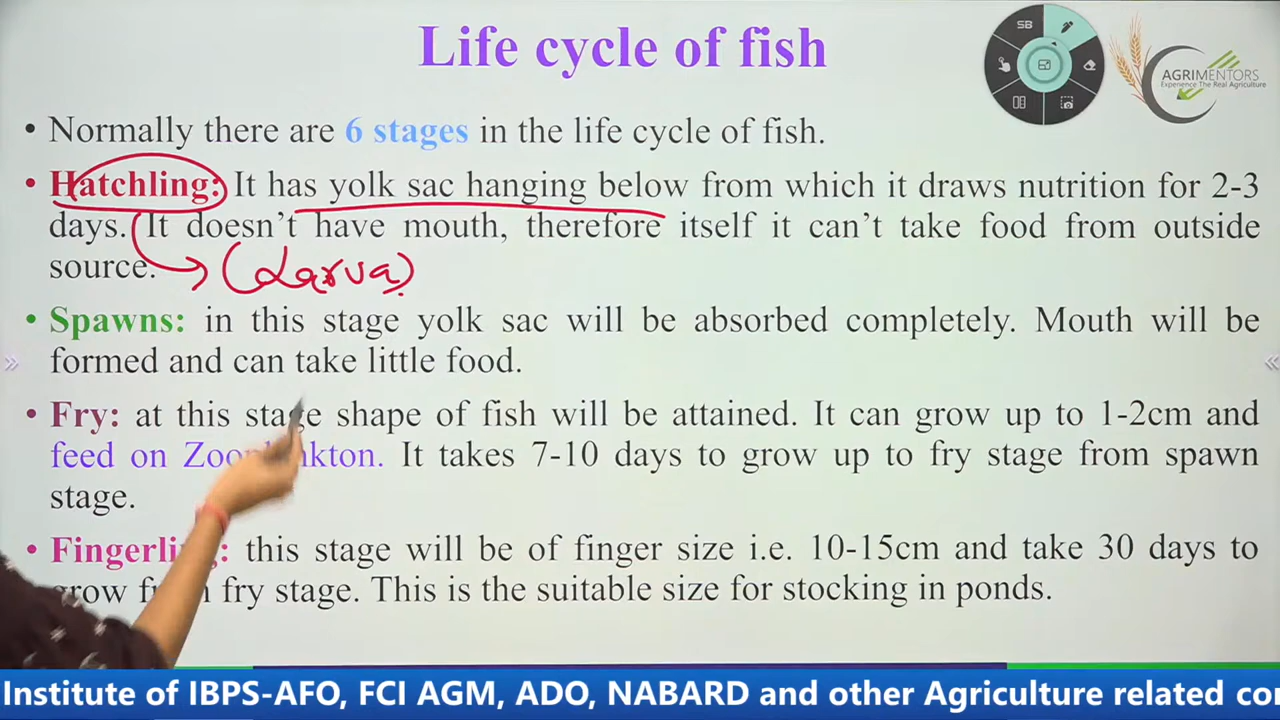 Life cycle of fish
SB
AGRIMENTORS
Experience The Real Agriculture
• Normally there are 6 stages in the life cycle of fish.
• Hatchling: It has yolk sac hanging below from which it draws nutrition for 2-3
days. It doesn't have mouth, therefore itself it can't take food from outside
source.
(Larva)
• Spawns: in this stage yolk sac will be absorbed completely. Mouth will be
formed and can take little food.
• Fry: at this stage shape of fish will be attained. It can grow up to 1-2cm and
feed on Zooplankton. It takes 7-10 days to grow up to fry stage from spawn
stage.
• Fingerling: this stage will be of finger size i.e. 10-15cm and take 30 days to
grow from fry stage. This is the suitable size for stocking in ponds.
Institute of IBPS-AFO, FCI AGM, ADO, NABARD and other Agriculture related co